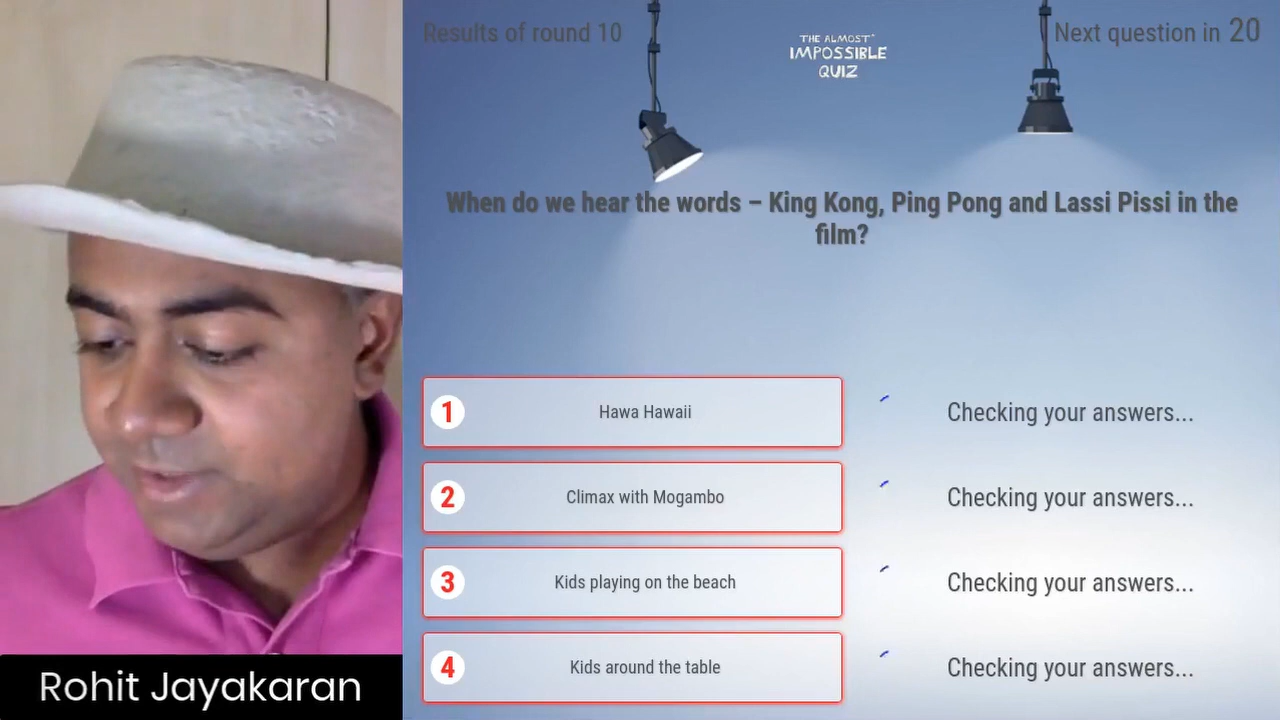 Results of round 10
THE ALMOST
IMPOSSIBLE
QUIZ
Next question in 20
When do we hear the words – King Kong, Ping Pong and Lassi Pissi in the
film?
1 Hawa Hawaii
Checking your answers...
2 Climax with Mogambo
Checking your answers...
3 Kids playing on the beach
Checking your answers...
4 Kids around the table
Checking your answers...
Rohit Jayakaran